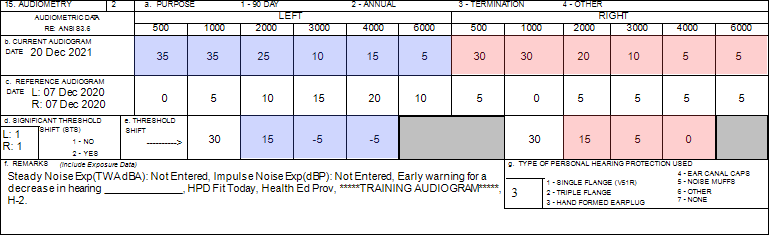 15. AUDIOMETRY 2 a. PURPOSE 1 - 90 DAY 2 - ANNUAL 3 - TERMINATION 4 - OTHER
AUDIOMETRIC DATA LEFT RIGHT
RE: ANSI S3.6 500 1000 2000 3000 4000 6000 500 1000 2000 3000 4000 6000
b. CURRENT AUDIOGRAM
DATE 20 Dec 2021 35 35 25 10 15 5 30 30 20 10 5 5
c. REFERENCE AUDIOGRAM
DATE L: 07 Dec 2020 0 5 10 15 20 10 5 0 5 5 5 5
R: 07 Dec 2020
d. SIGNIFICANT THRESHOLD e. THRESHOLD
L: 1 SHIFT (STS) SHIFT
R: 1 1 - NO ----------> 30 15 -5 -5 30 15 5 0
2 - YES
f. REMARKS (Include Exposure Data) g. TYPE OF PERSONAL HEARING PROTECTION USED
Steady Noise Exp(TWAdBA): Not Entered, Impulse Noise Exp(dBP): Not Entered, Early warning for a
decrease in hearing ______________, HPD Fit Today, Health Ed Prov, *****TRAINING AUDIOGRAM*****,
H-2.
3
1 - SINGLE FLANGE (V51R) 4 - EAR CANAL CAPS
2 - TRIPLE FLANGE 5 - NOISE MUFFS
3 - HAND FORMED EARPLUG 6 - OTHER
7 - NONE